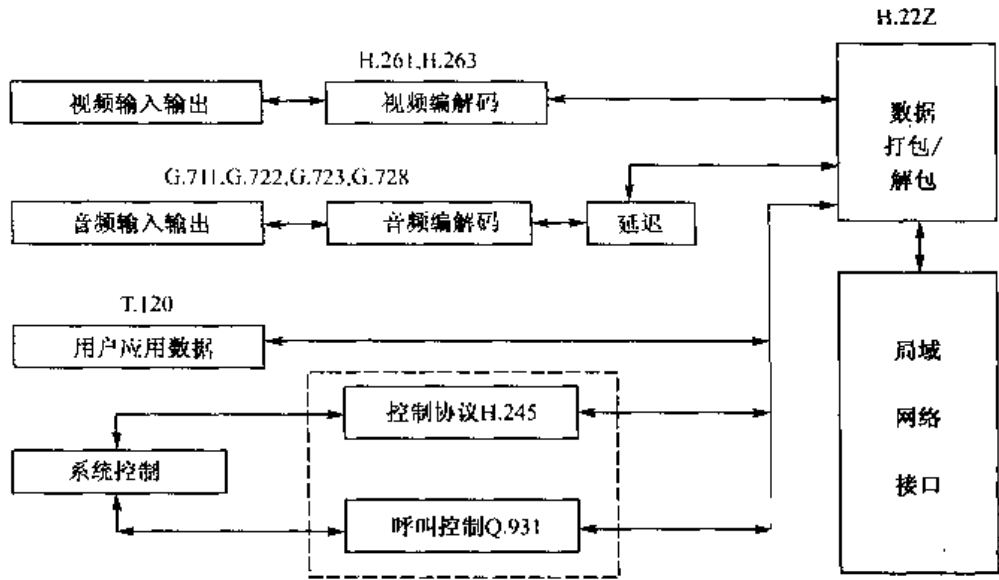 H.22Z
H.261,H.263
视频输入输出
视频编解码
数据
打包/
解包
G.711,G.722,G.723,G.728
音频输入输出
音频编解码
延迟
T.120
用户应用数据
局域
网络
接口
控制协议H.245
系统控制
呼叫控制Q.931